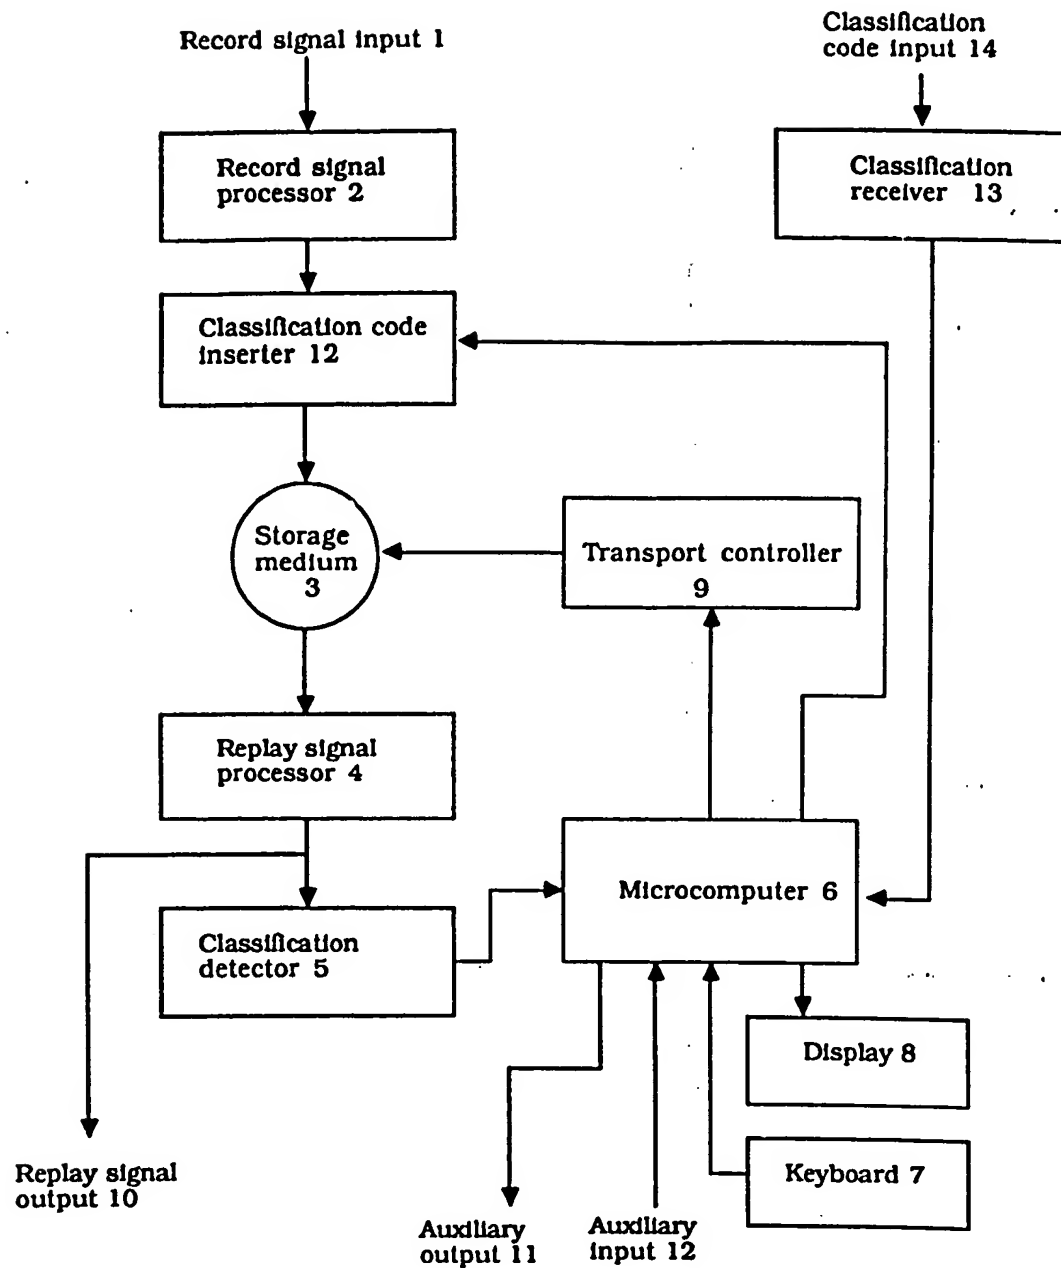 Record signal input 1
Classification
code input 14
Record signal
processor 2
Classification
receiver 13
Classification code
inserter 12
Storage
medium
3
Transport controller
9
Replay signal
processor 4
Microcomputer 6
Classification
detector 5
Display 8
Keyboard 7
Replay signal
output 10
Auxiliary
output 11
Auxiliary
input 12